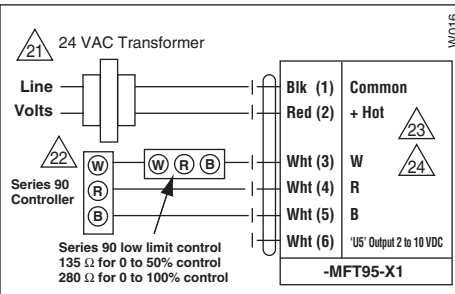 W016
21 24 VAC Transformer
Line
Volts
Blk (1) Common
Red (2) + Hot
23
22
Series 90
Controller
W
R
B
W R B
Wht (3) W
24
Wht (4) R
Wht (5) B
Wht (6) 'U5' Output 2 to 10 VDC
Series 90 low limit control
135 Ω for 0 to 50% control
280 Ω for 0 to 100% control
-MFT95-X1